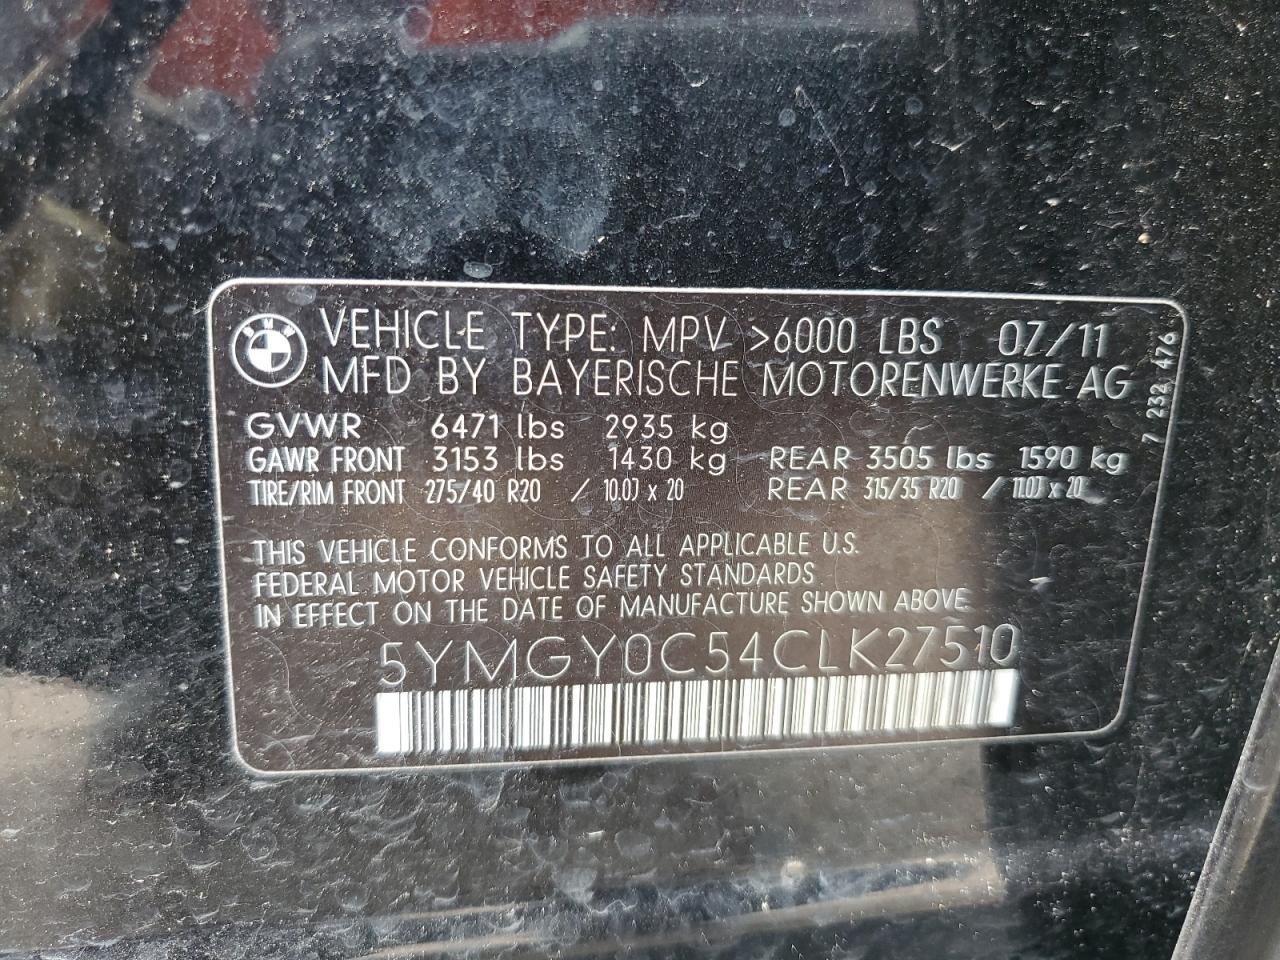 VEHICLE TYPE: MPV >6000 LBS 07/11
MFD BY BAYERISCHE MOTORENWERKE AG
GVWR 6471 lbs 2935 kg
GAWR FRONT 3153 lbs 1430 kg REAR 3505 lbs 1590 kg
TIRE/RIM FRONT 275/40 R20 / 10.0J x 20 REAR 315/35 R20 / 11.0J x 20
THIS VEHICLE CONFORMS TO ALL APPLICABLE U.S.
FEDERAL MOTOR VEHICLE SAFETY STANDARDS
IN EFFECT ON THE DATE OF MANUFACTURE SHOWN ABOVE
5YMGY0C54CLK27510
7 232 476